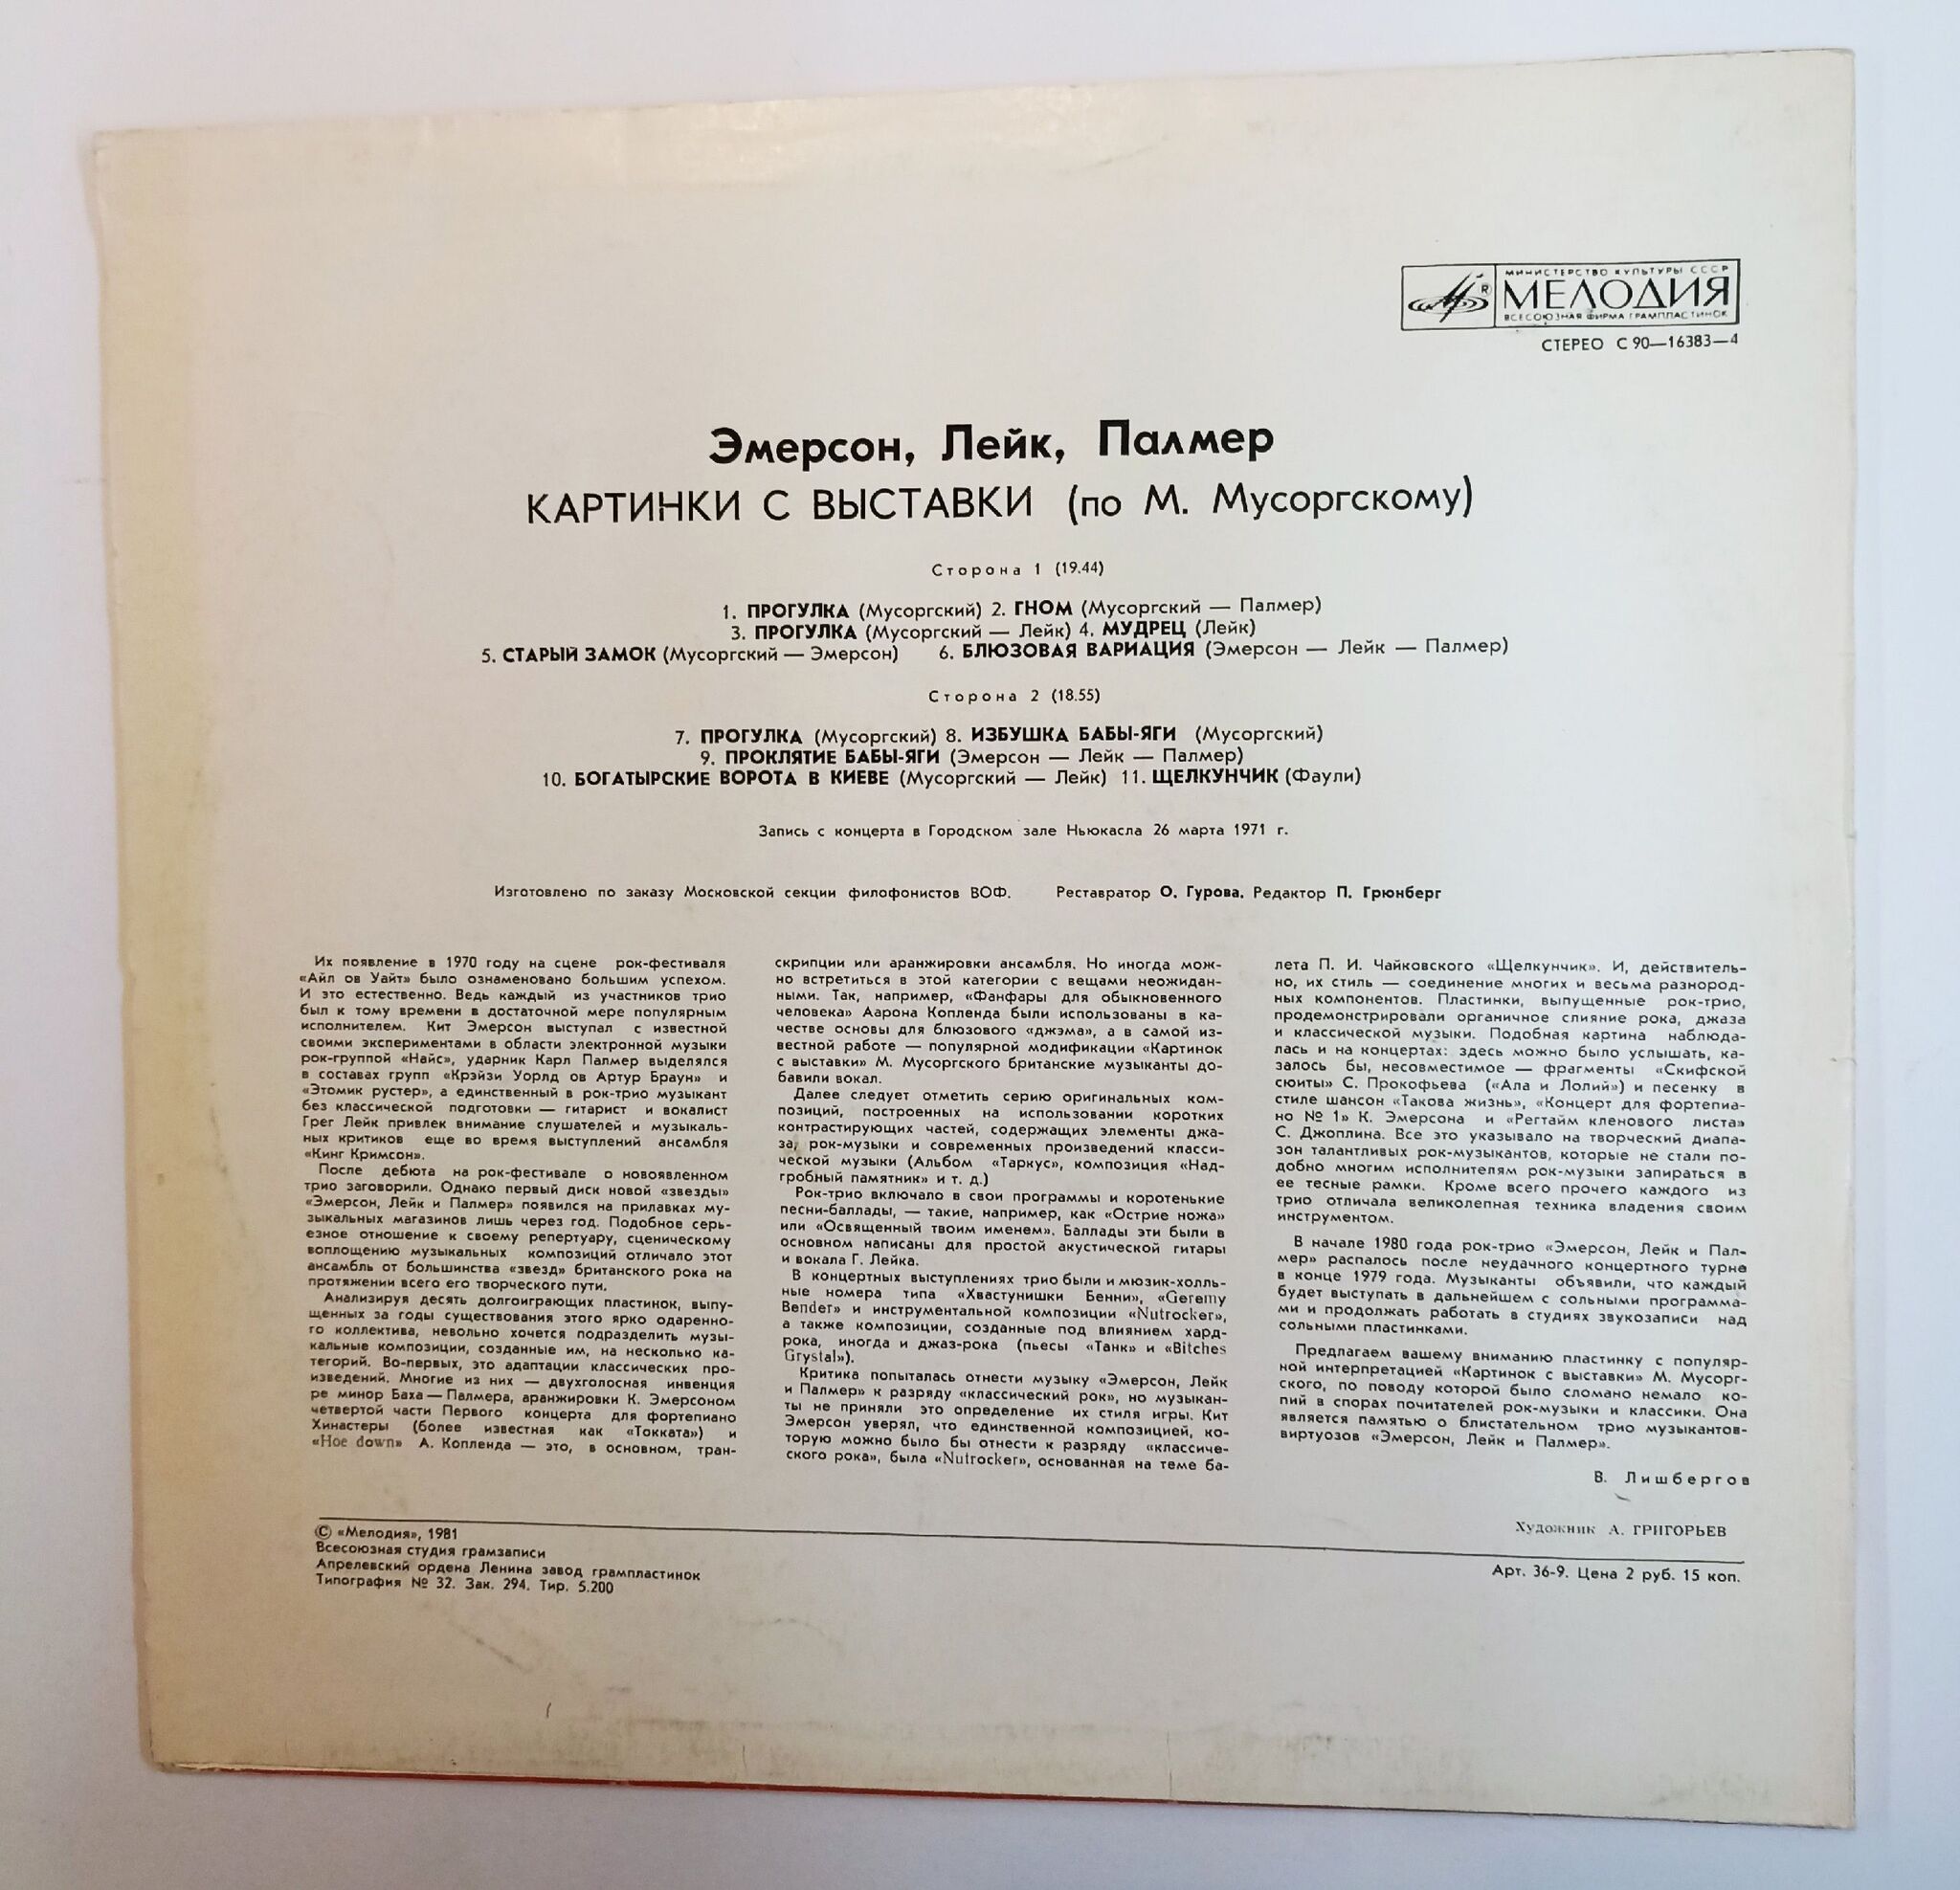 МИНИСТЕРСТВО КУЛЬТУРЫ СССР
МЕЛОДИЯ
ВСЕСОЮЗНАЯ ФИРМА ГРАМПЛАСТИНОК
СТЕРЕО С 90—16383—4
Эмерсон, Лейк, Палмер
КАРТИНКИ С ВЫСТАВКИ (по М. Мусоргскому)
Сторона 1 (19.44)
1. ПРОГУЛКА (Мусоргский) 2. ГНОМ (Мусоргский — Палмер)
3. ПРОГУЛКА (Мусоргский — Лейк) 4. МУДРЕЦ (Лейк)
5. СТАРЫЙ ЗАМОК (Мусоргский — Эмерсон) 6. БЛЮЗОВАЯ ВАРИАЦИЯ (Эмерсон — Лейк — Палмер)
Сторона 2 (18.55)
7. ПРОГУЛКА (Мусоргский) 8. ИЗБУШКА БАБЫ-ЯГИ (Мусоргский)
9. ПРОКЛЯТИЕ БАБЫ-ЯГИ (Эмерсон — Лейк — Палмер)
10. БОГАТЫРСКИЕ ВОРОТА В КИЕВЕ (Мусоргский — Лейк) 11. ЩЕЛКУНЧИК (Фаули)
Запись с концерта в Городском зале Ньюкасла 26 марта 1971 г.
Изготовлено по заказу Московской секции филофонистов ВОФ. Реставратор О. Гурова. Редактор П. Грюнберг
Их появление в 1970 году на сцене рок-фестиваля
«Айл ов Уайт» было ознаменовано большим успехом.
И это естественно. Ведь каждый из участников трио
был к тому времени в достаточной мере популярным
исполнителем. Кит Эмерсон выступал с известной
своими экспериментами в области электронной музыки
рок-группой «Найс», ударник Карл Палмер выделялся
в составах групп «Крэйзи Уорлд ов Артур Браун» и
«Этомик рустер», а единственный в рок-трио музыкант
без классической подготовки — гитарист и вокалист
Грег Лейк привлек внимание слушателей и музыкаль-
ных критиков еще во время выступлений ансамбля
«Кинг Кримсон».
После дебюта на рок-фестивале о новоявленном
трио заговорили. Однако первый диск новой «звезды»
«Эмерсон, Лейк и Палмер» появился на прилавках му-
зыкальных магазинов лишь через год. Подобное серь-
езное отношение к своему репертуару, сценическому
воплощению музыкальных композиций отличало этот
ансамбль от большинства «звезд» британского рока на
протяжении всего его творческого пути.
Анализируя десять долгоиграющих пластинок, выпу-
щенных за годы существования этого ярко одаренно-
го коллектива, невольно хочется подразделить музы-
кальные композиции, созданные им, на несколько ка-
тегорий. Во-первых, это адаптации классических про-
изведений. Многие из них — двухголосная инвенция
ре минор Баха — Палмера, аранжировки К. Эмерсоном
четвертой части Первого концерта для фортепиано
Хинастеры (более известная как «Токката») и
«Hoe down» А. Копленда — это, в основном, тран-
скрипции или аранжировки ансамбля. Но иногда мож-
но встретиться в этой категории с вещами неожидан-
ными. Так, например, «Фанфары для обыкновенного
человека» Аарона Копленда были использованы в ка-
честве основы для блюзового «джэма», а в самой из-
вестной работе — популярной модификации «Картинок
с выставки» М. Мусоргского британские музыканты до-
бавили вокал.
Далее следует отметить серию оригинальных ком-
позиций, построенных на использовании коротких
контрастирующих частей, содержащих элементы джа-
за, рок-музыки и современных произведений класси-
ческой музыки (Альбом «Таркус», композиция «Над-
гробный памятник» и т. д.)
Рок-трио включало в свои программы и коротенькие
песни-баллады, — такие, например, как «Острие ножа»
или «Освященный твоим именем». Баллады эти были в
основном написаны для простой акустической гитары
и вокала Г. Лейка.
В концертных выступлениях трио были и мюзик-холль-
ные номера типа «Хвастунишки Бенни», «Geremy
Bender» и инструментальной композиции «Nutrocker»,
а также композиции, созданные под влиянием хард-
рока, иногда и джаз-рока (пьесы «Танк» и «Bitches
Grystal»).
Критика попыталась отнести музыку «Эмерсон, Лейк
и Палмер» к разряду «классический рок», но музыкан-
ты не приняли это определение их стиля игры. Кит
Эмерсон уверял, что единственной композицией, ко-
торую можно было бы отнести к разряду «классиче-
ского рока», была «Nutrocker», основанная на теме ба-
лета П. И. Чайковского «Щелкунчик». И, действитель-
но, их стиль — соединение многих и весьма разнород-
ных компонентов. Пластинки, выпущенные рок-трио,
продемонстрировали органичное слияние рока, джаза
и классической музыки. Подобная картина наблюда-
лась и на концертах: здесь можно было услышать, ка-
залось бы, несовместимое — фрагменты «Скифской
сюиты» С. Прокофьева («Ала и Лоллий») и песенку в
стиле шансон «Такова жизнь», «Концерт для фортепиа-
но № 1» К. Эмерсона и «Регтайм кленового листа»
С. Джоплина. Все это указывало на творческий диапа-
зон талантливых рок-музыкантов, которые не стали по-
добно многим исполнителям рок-музыки запираться в
ее тесные рамки. Кроме всего прочего каждого из
трио отличала великолепная техника владения своим
инструментом.
В начале 1980 года рок-трио «Эмерсон, Лейк и Пал-
мер» распалось после неудачного концертного турне
в конце 1979 года. Музыканты объявили, что каждый
будет выступать в дальнейшем с сольными программа-
ми и продолжать работать в студиях звукозаписи над
сольными пластинками.
Предлагаем вашему вниманию пластинку с популяр-
ной интерпретацией «Картинок с выставки» М. Мусорг-
ского, по поводу которой было сломано немало ко-
пий в спорах почитателей рок-музыки и классики. Она
является памятью о блистательном трио музыкантов-
виртуозов «Эмерсон, Лейк и Палмер».
В. Лишбергов
Художник А. ГРИГОРЬЕВ
© «Мелодия», 1981
Всесоюзная студия грамзаписи
Апрелевский ордена Ленина завод грампластинок
Типография № 32. Зак. 294. Тир. 5.200
Арт. 36-9. Цена 2 руб. 15 коп.